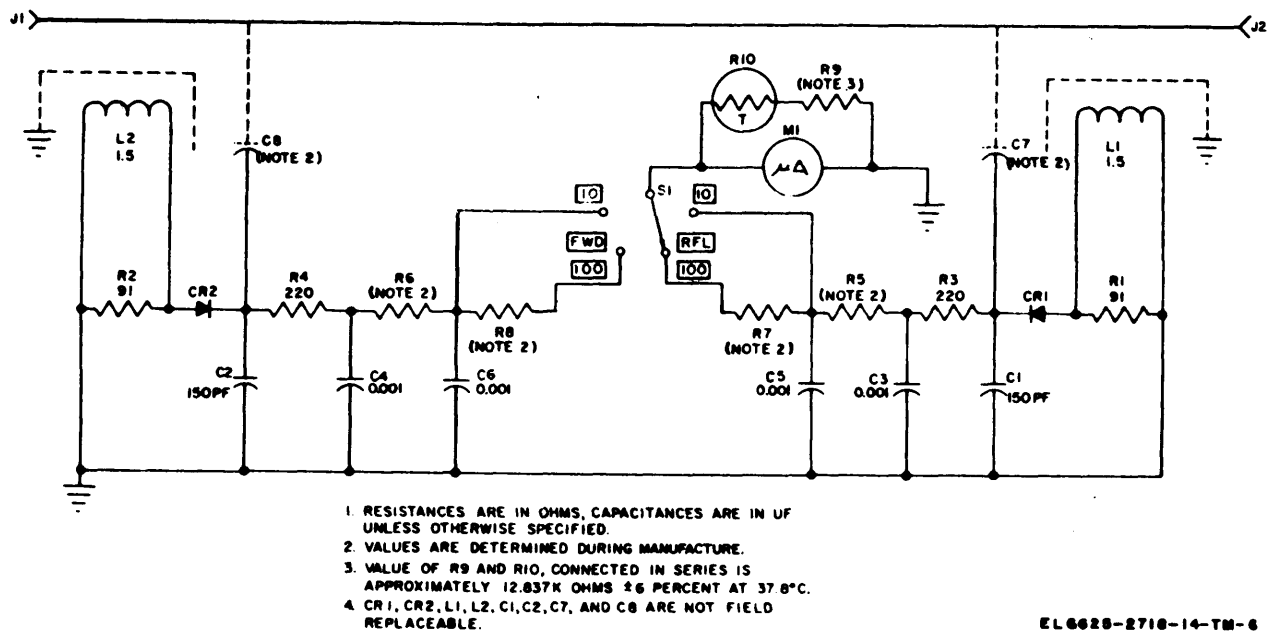 J1
J2
R10
R9
(NOTE 3)
T
M1
L2
1.5
C8
(NOTE 2)
μA
C7
(NOTE 2)
L1
1.5
S1
10
10
FWD
RFL
100
100
R2
91
CR2
R4
220
R6
(NOTE 2)
R8
(NOTE 2)
R7
(NOTE 2)
R5
(NOTE 2)
R3
220
CR1
R1
91
C2
150PF
C4
0.001
C6
0.001
C5
0.001
C3
0.001
C1
150PF
1. RESISTANCES ARE IN OHMS, CAPACITANCES ARE IN UF
UNLESS OTHERWISE SPECIFIED.
2. VALUES ARE DETERMINED DURING MANUFACTURE.
3. VALUE OF R9 AND R10, CONNECTED IN SERIES IS
APPROXIMATELY 12.837K OHMS ±6 PERCENT AT 37.8°C.
4. CR1, CR2, L1, L2, C1, C2, C7, AND C8 ARE NOT FIELD
REPLACEABLE.
EL6625-2718-14-TM-6